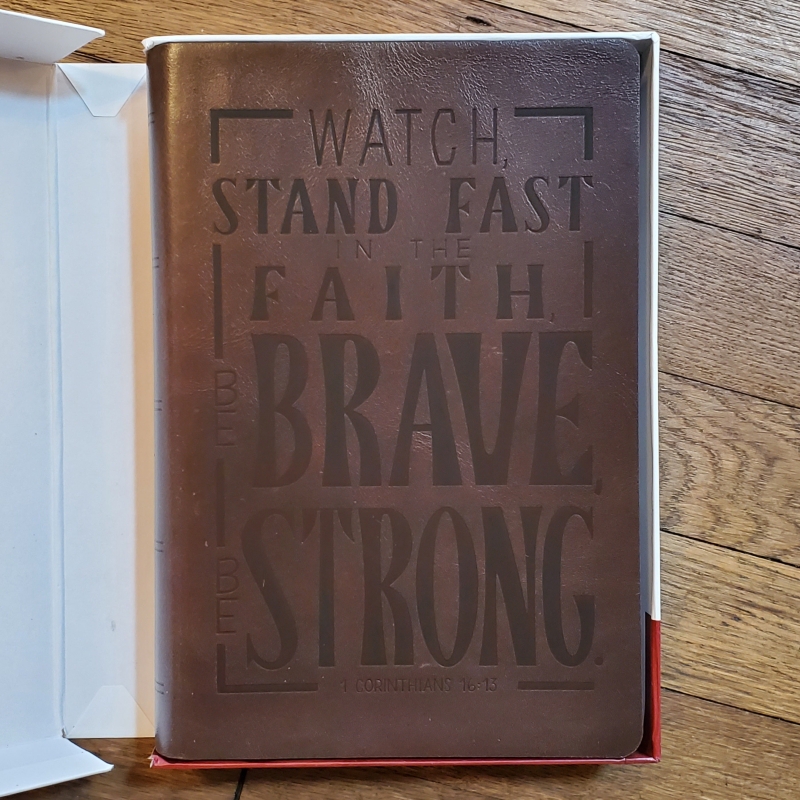 WATCH,
STAND FAST
IN THE
FAITH,
BE BRAVE,
BE STRONG.
1 CORINTHIANS 16:13